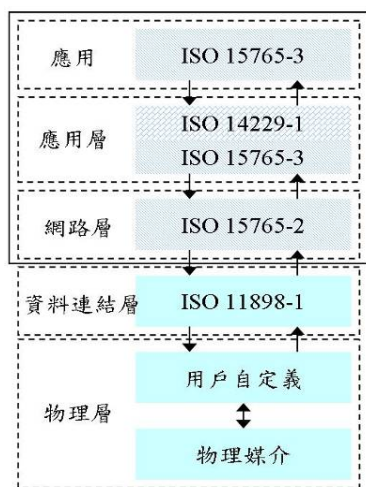 應用 ISO 15765-3
ISO 14229-1
應用層
ISO 15765-3
網路層 ISO 15765-2
資料連結層 ISO 11898-1
用戶自定義
物理層
物理媒介